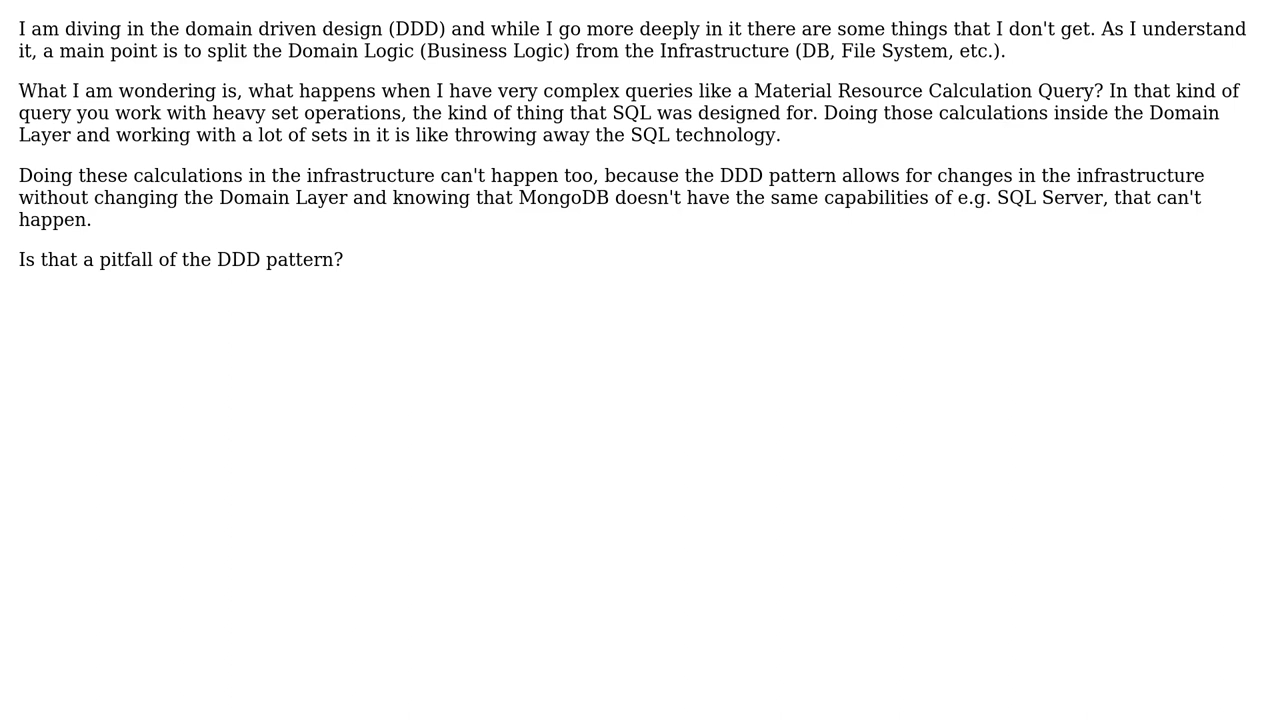 I am diving in the domain driven design (DDD) and while I go more deeply in it there are some things that I don't get. As I understand
it, a main point is to split the Domain Logic (Business Logic) from the Infrastructure (DB, File System, etc.).
What I am wondering is, what happens when I have very complex queries like a Material Resource Calculation Query? In that kind of
query you work with heavy set operations, the kind of thing that SQL was designed for. Doing those calculations inside the Domain
Layer and working with a lot of sets in it is like throwing away the SQL technology.
Doing these calculations in the infrastructure can't happen too, because the DDD pattern allows for changes in the infrastructure
without changing the Domain Layer and knowing that MongoDB doesn't have the same capabilities of e.g. SQL Server, that can't
happen.
Is that a pitfall of the DDD pattern?